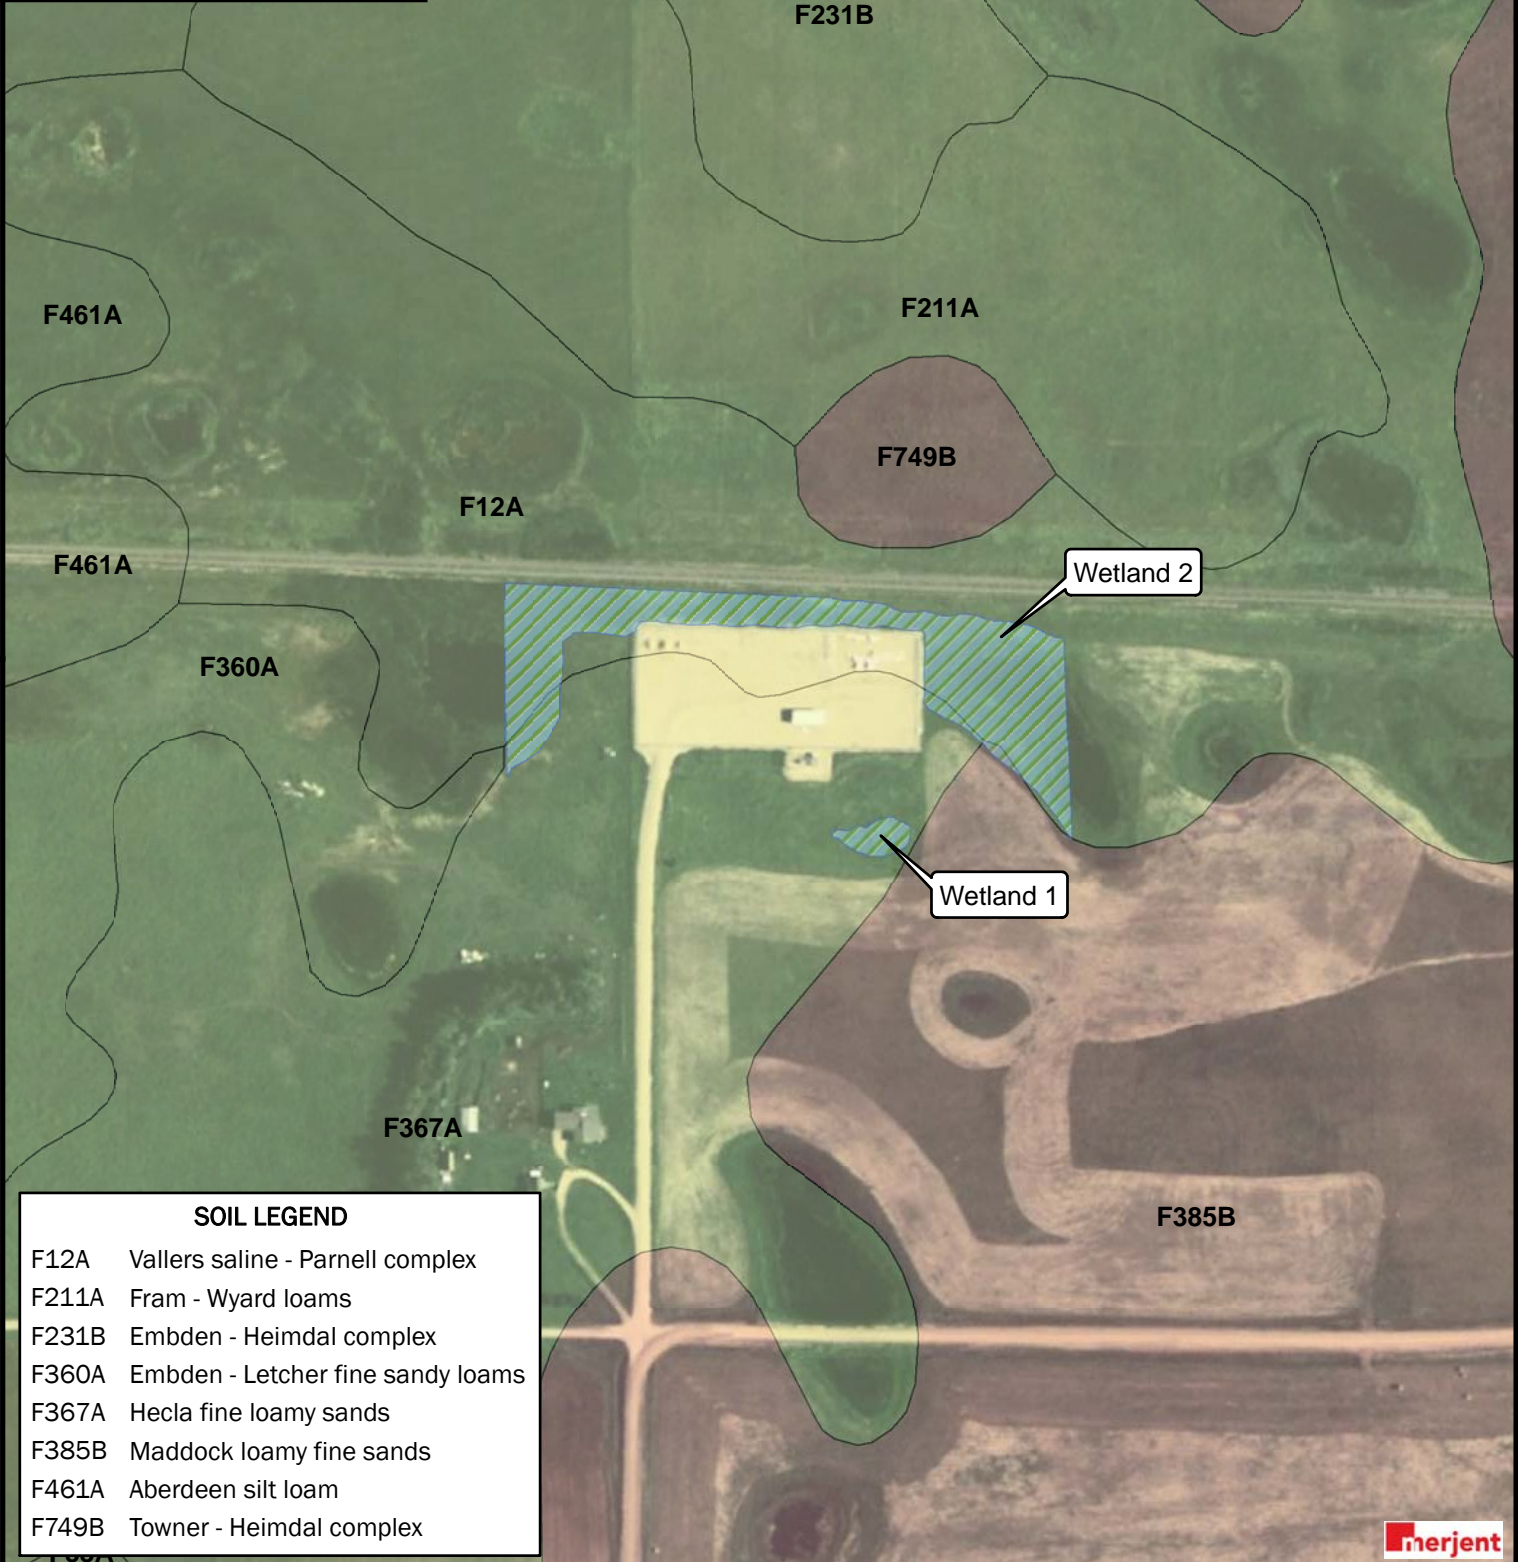 F231B
F461A
F211A
F749B
F12A
F461A
Wetland 2
F360A
Wetland 1
F367A
F385B
SOIL LEGEND
F12A Vallers saline - Parnell complex
F211A Fram - Wyard loams
F231B Embden - Heimdal complex
F360A Embden - Letcher fine sandy loams
F367A Hecla fine loamy sands
F385B Maddock loamy fine sands
F461A Aberdeen silt loam
F749B Towner - Heimdal complex
merjent